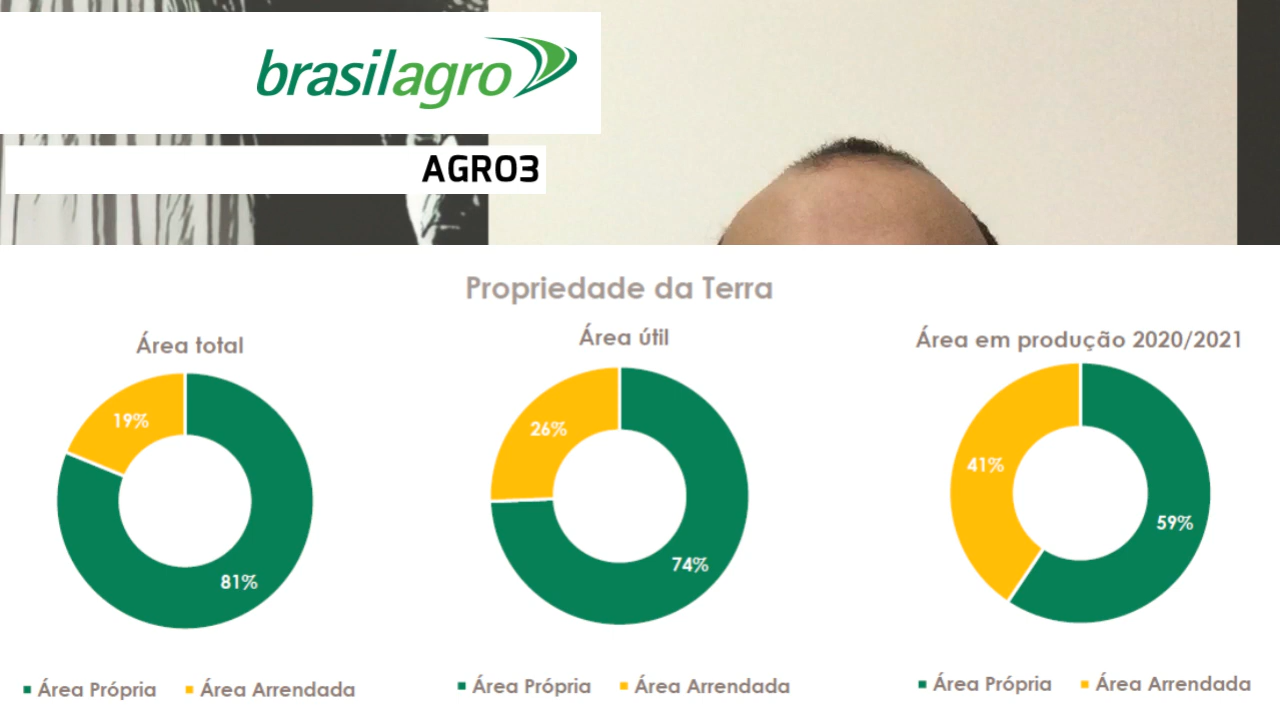 brasilagro
AGRO3
Propriedade da Terra
Área total
19%
81%
Área Própria
Área Arrendada
Área útil
26%
74%
Área Própria
Área Arrendada
Área em produção 2020/2021
41%
59%
Área Própria
Área Arrendada